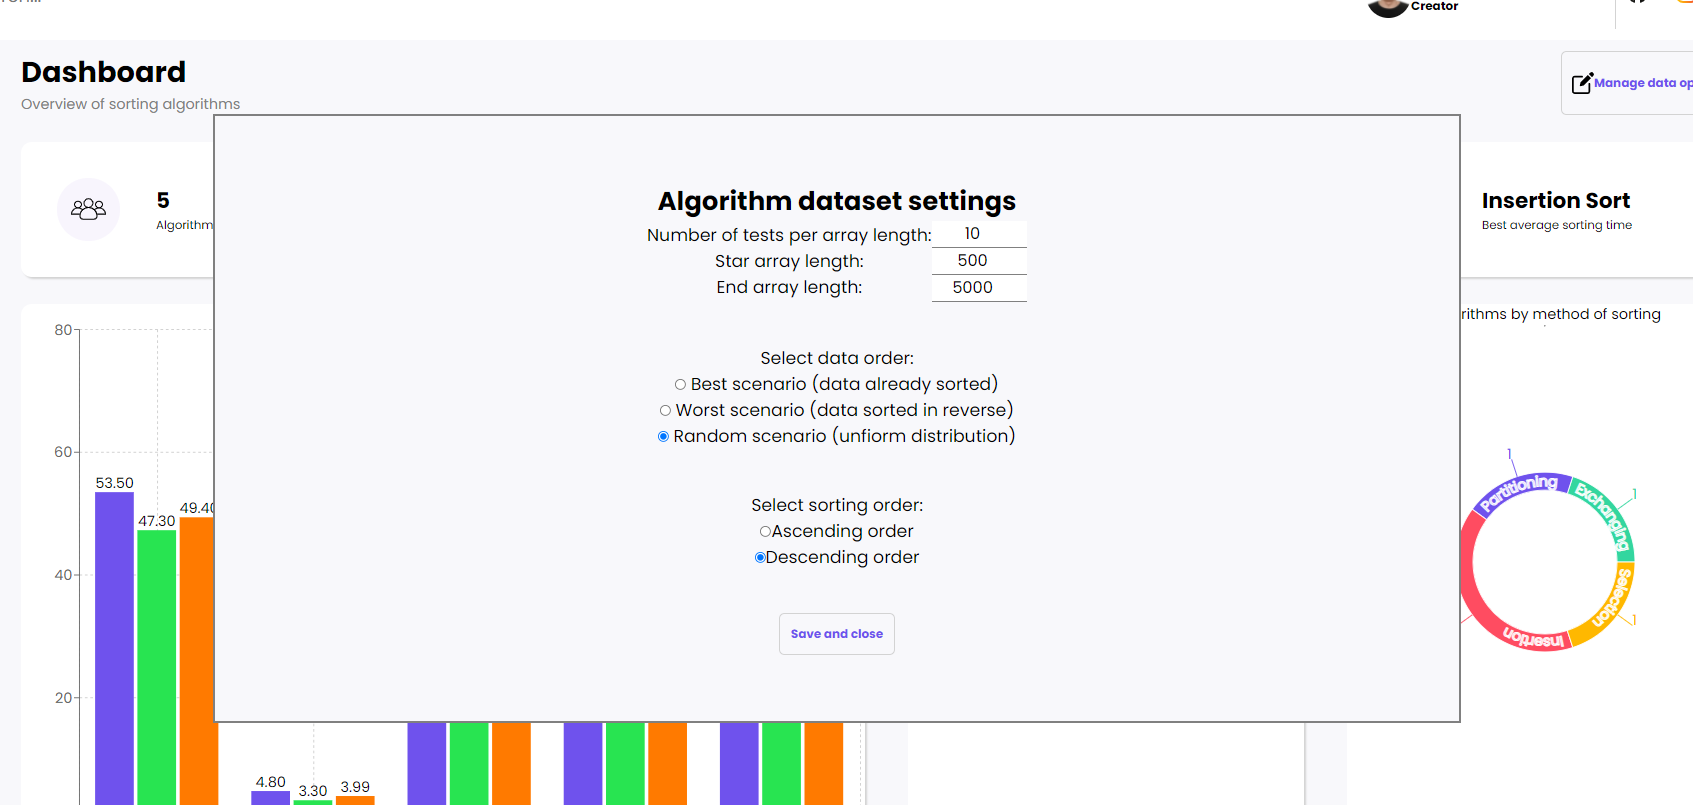 Creator
Dashboard
Overview of sorting algorithms
Manage data op
5
Algorithm
Insertion Sort
Best average sorting time
Algorithm dataset settings
Number of tests per array length: 10
Star array length: 500
End array length: 5000
Select data order:
Best scenario (data already sorted)
Worst scenario (data sorted in reverse)
Random scenario (unfiorm distribution)
Select sorting order:
Ascending order
Descending order
Save and close
80
60
40
20
53.50
47.30
49.40
4.80
3.30
3.99
rithms by method of sorting
1
Partitioning
Exchanging
1
Selection
1
Insertion